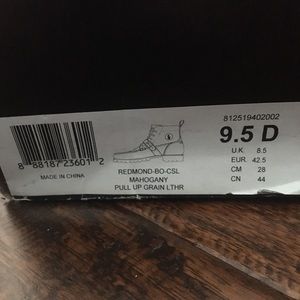 812519402002
9.5 D
U.K. 8.5
EUR. 42.5
CM 28
CN 44
8 88187 23601 2
MADE IN CHINA
REDMOND-BO-CSL
MAHOGANY
PULL UP GRAIN LTHR